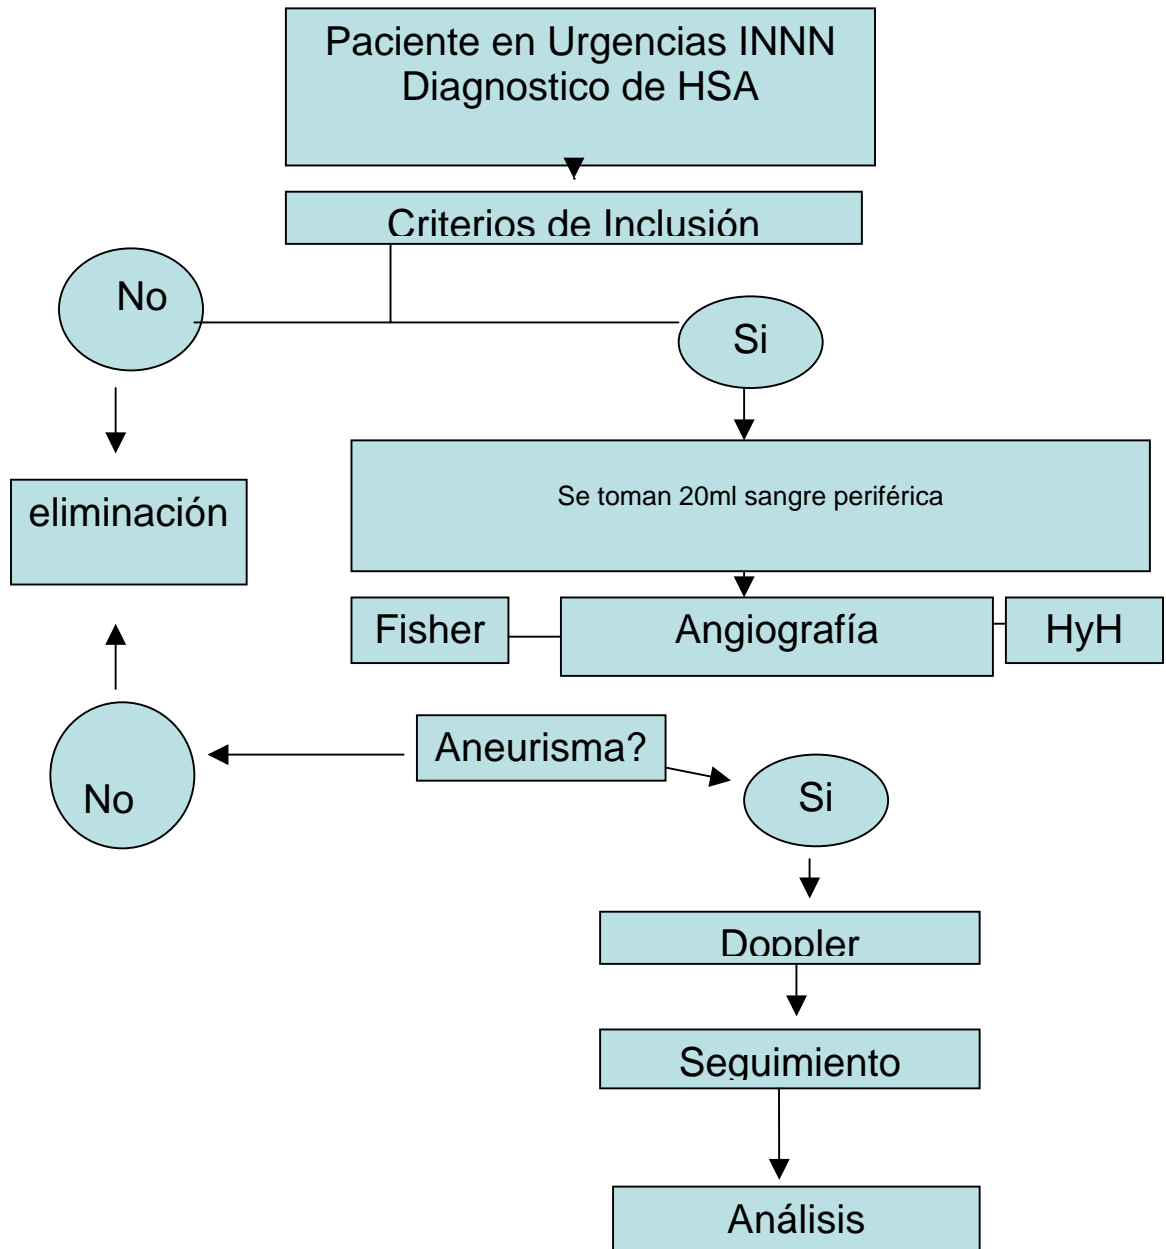 Paciente en Urgencias INNN
Diagnostico de HSA
Criterios de Inclusión
No
Si
Se toman 20ml sangre periférica
eliminación
Fisher
Angiografía
HyH
Aneurisma?
No
Si
Doppler
Seguimiento
Análisis